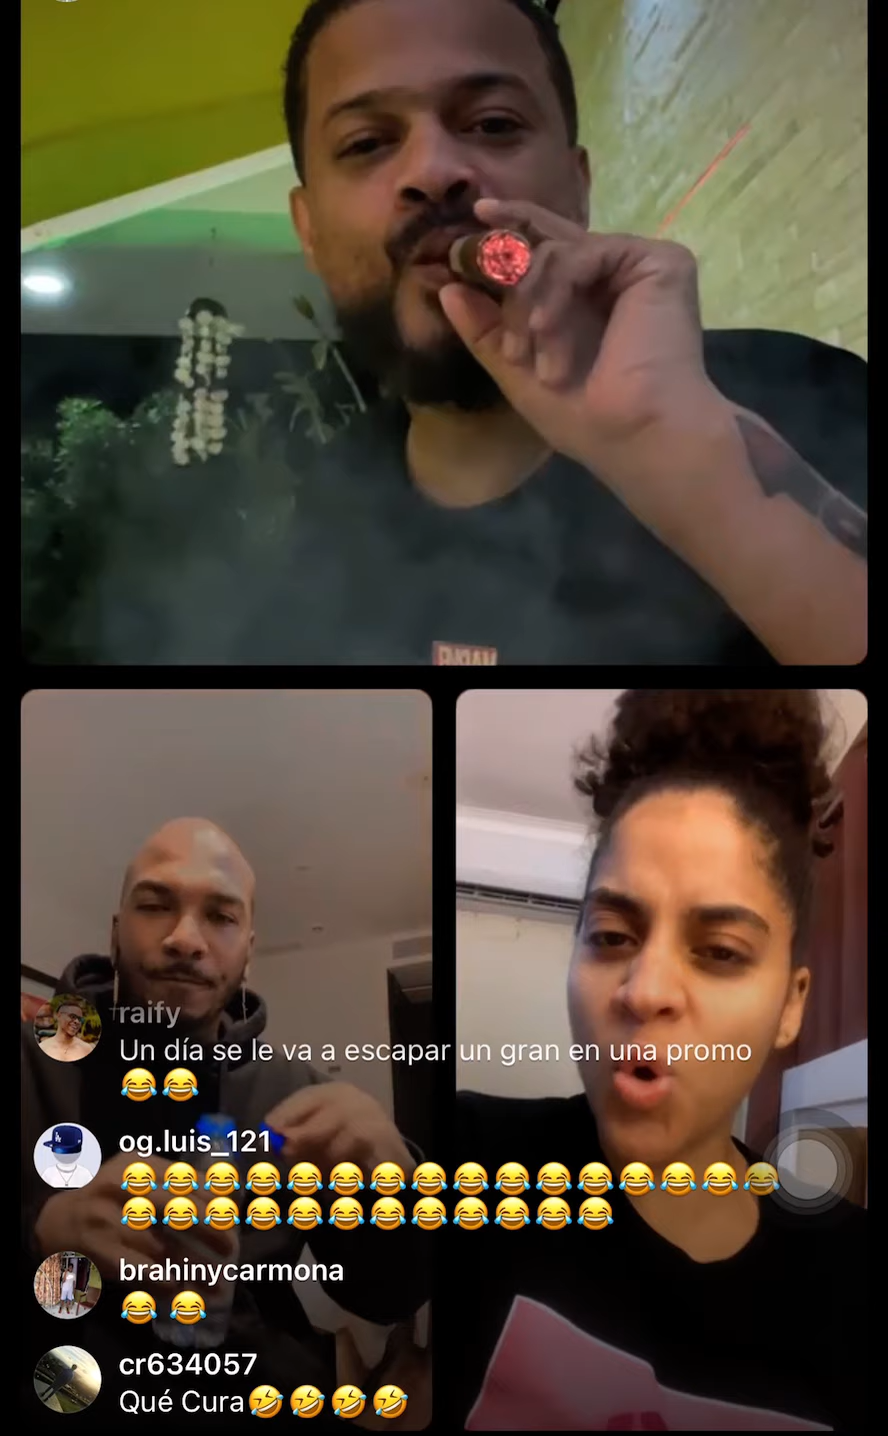 raify
Un día se le va a escapar un gran en una promo
😂😂
og.luis_121
😂😂😂😂😂😂😂😂😂😂😂😂😂😂😂😂
😂😂😂😂😂😂😂😂😂😂😂😂
brahinycarmona
😂 😂
cr634057
Qué Cura🤣🤣🤣🤣